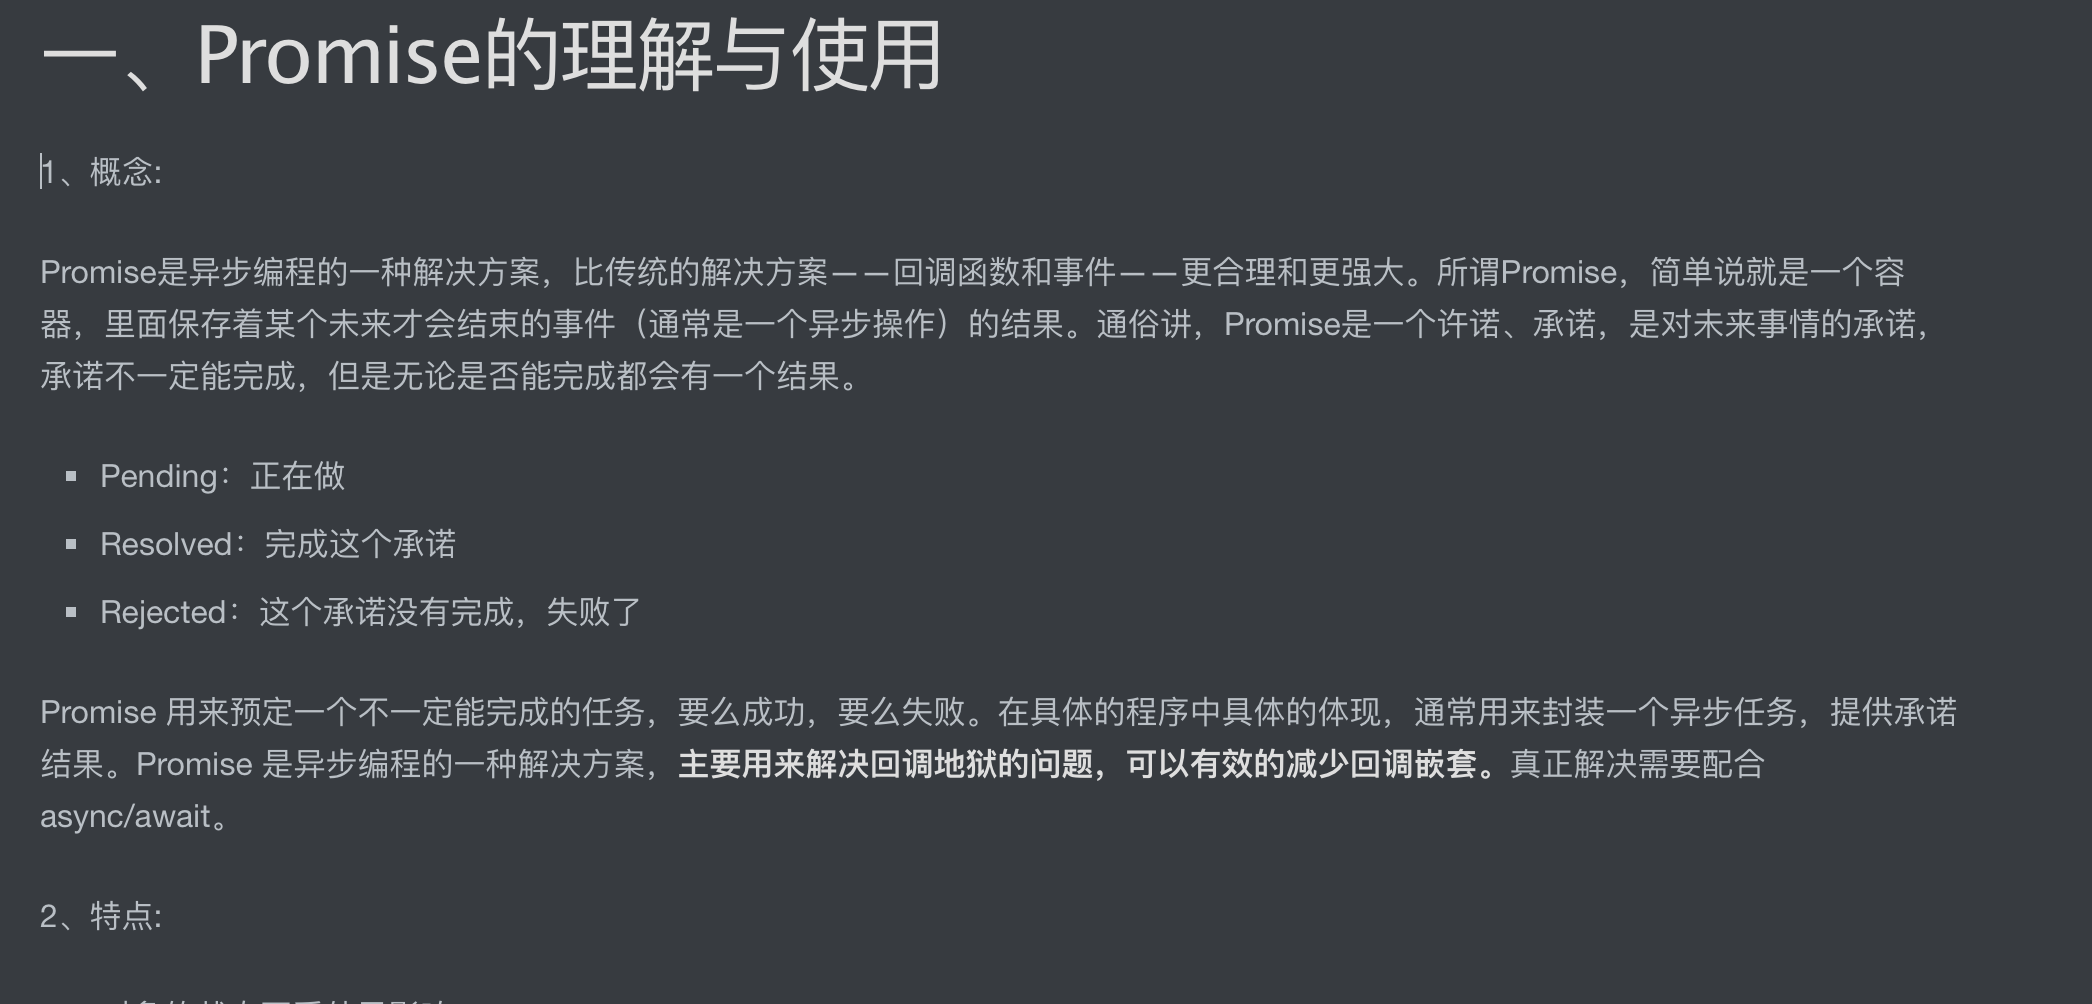 一、Promise的理解与使用
1、概念:
Promise是异步编程的一种解决方案，比传统的解决方案——回调函数和事件——更合理和更强大。所谓Promise，简单说就是一个容
器，里面保存着某个未来才会结束的事件（通常是一个异步操作）的结果。通俗讲，Promise是一个许诺、承诺，是对未来事情的承诺，
承诺不一定能完成，但是无论是否能完成都会有一个结果。
▪ Pending：正在做
▪ Resolved：完成这个承诺
▪ Rejected：这个承诺没有完成，失败了
Promise 用来预定一个不一定能完成的任务，要么成功，要么失败。在具体的程序中具体的体现，通常用来封装一个异步任务，提供承诺
结果。Promise 是异步编程的一种解决方案，主要用来解决回调地狱的问题，可以有效的减少回调嵌套。真正解决需要配合
async/await。
2、特点: